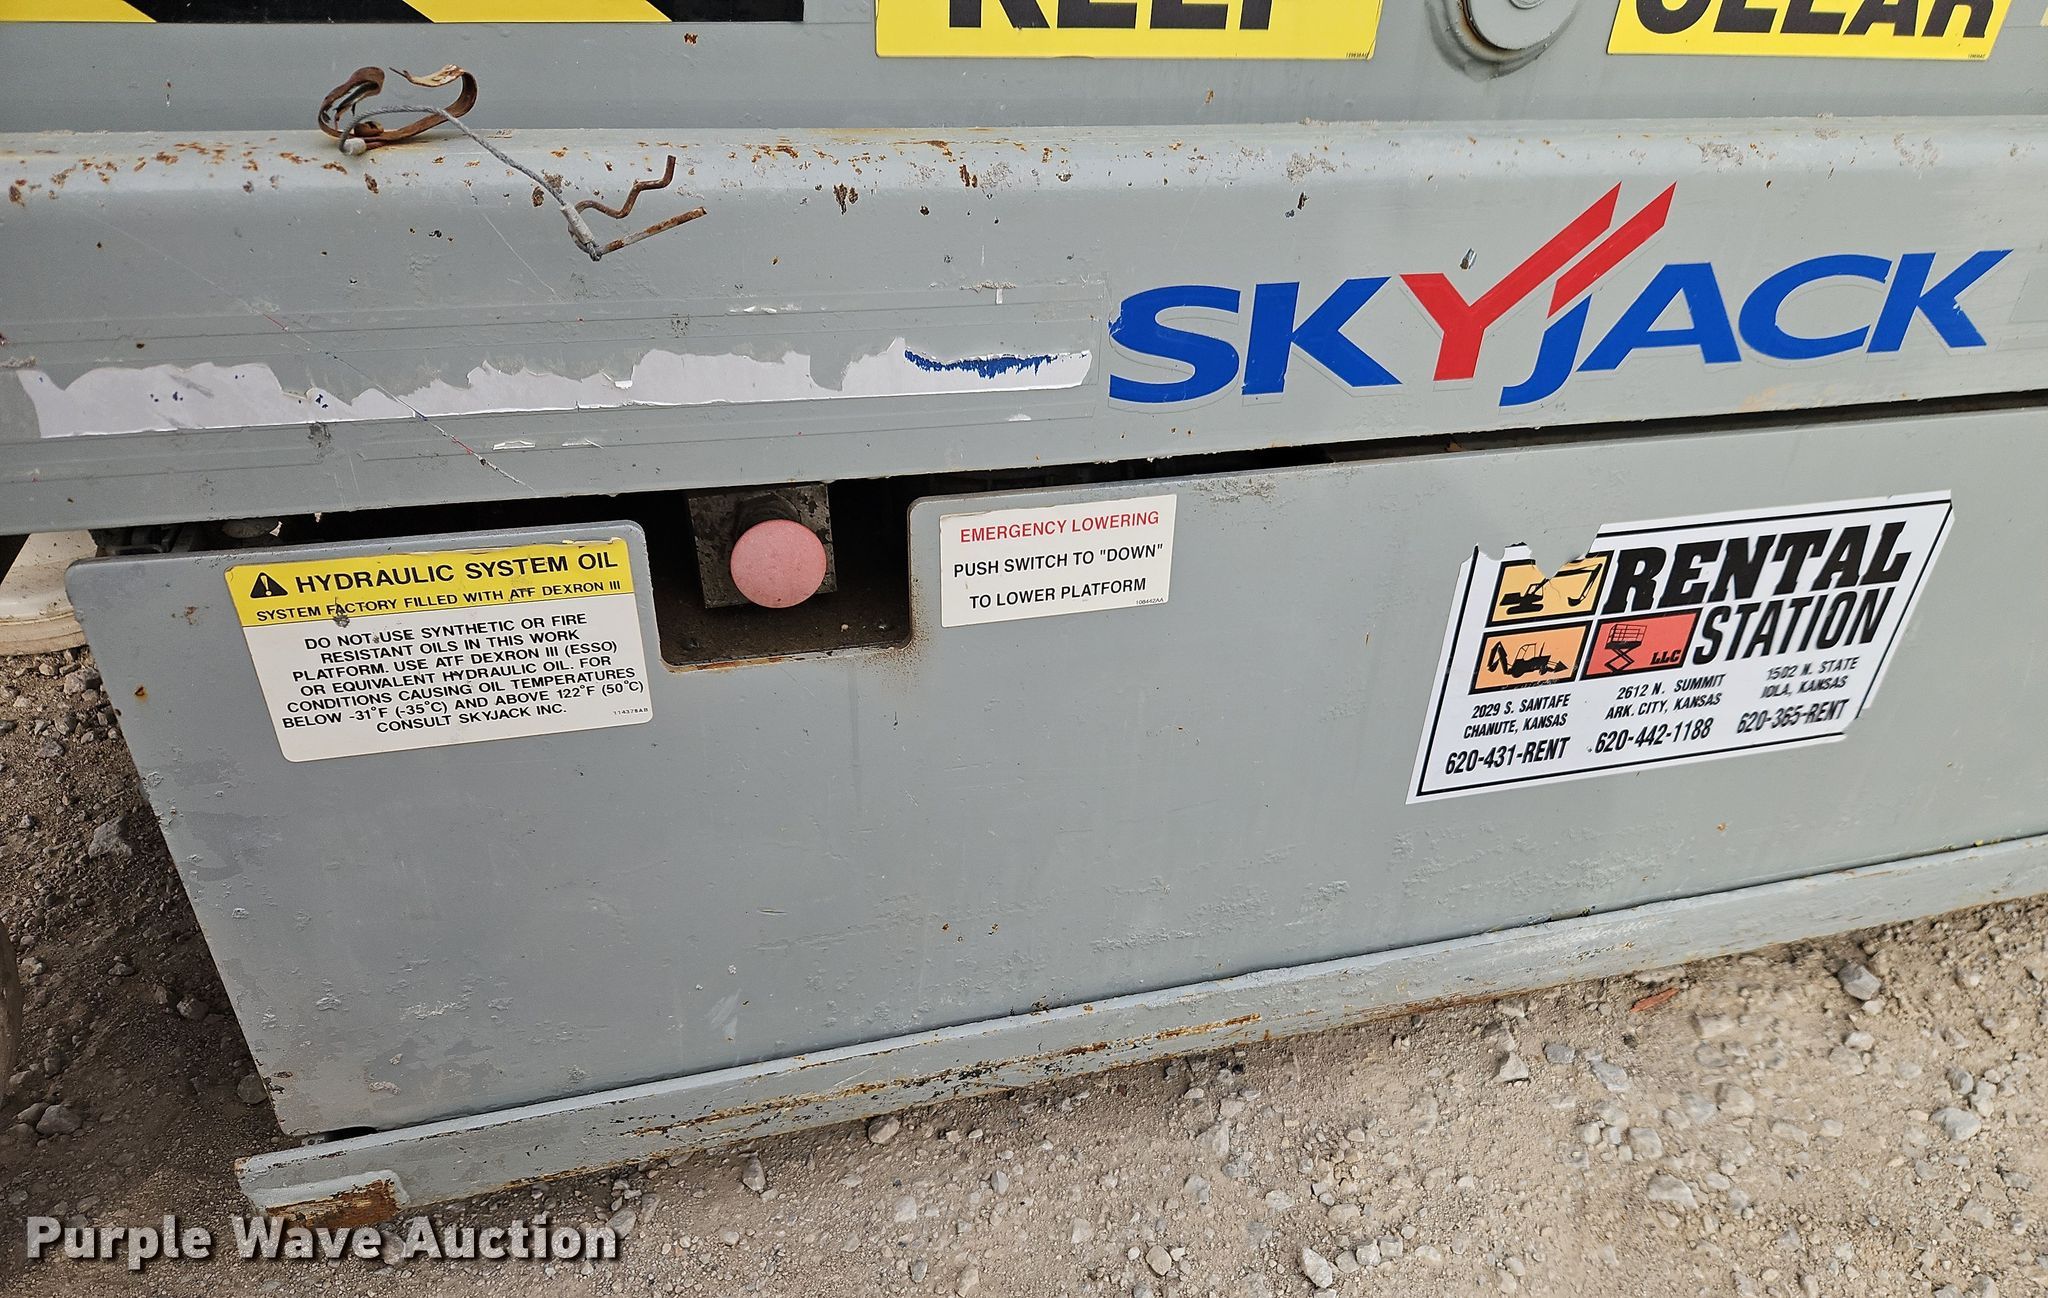 KEEP
CLEAR
SKYJACK
HYDRAULIC SYSTEM OIL
SYSTEM FACTORY FILLED WITH ATF DEXRON III
DO NOT USE SYNTHETIC OR FIRE
RESISTANT OILS IN THIS WORK
PLATFORM. USE ATF DEXRON III (ESSO)
OR EQUIVALENT HYDRAULIC OIL. FOR
CONDITIONS CAUSING OIL TEMPERATURES
BELOW -31°F (-35°C) AND ABOVE 122°F (50°C)
CONSULT SKYJACK INC.
114378AB
EMERGENCY LOWERING
PUSH SWITCH TO "DOWN"
TO LOWER PLATFORM
108442AA
RENTAL
STATION
LLC
2029 S. SANTAFE
CHANUTE, KANSAS
620-431-RENT
2612 N. SUMMIT
ARK. CITY, KANSAS
620-442-1188
1502 N. STATE
IOLA, KANSAS
620-365-RENT
Purple Wave Auction